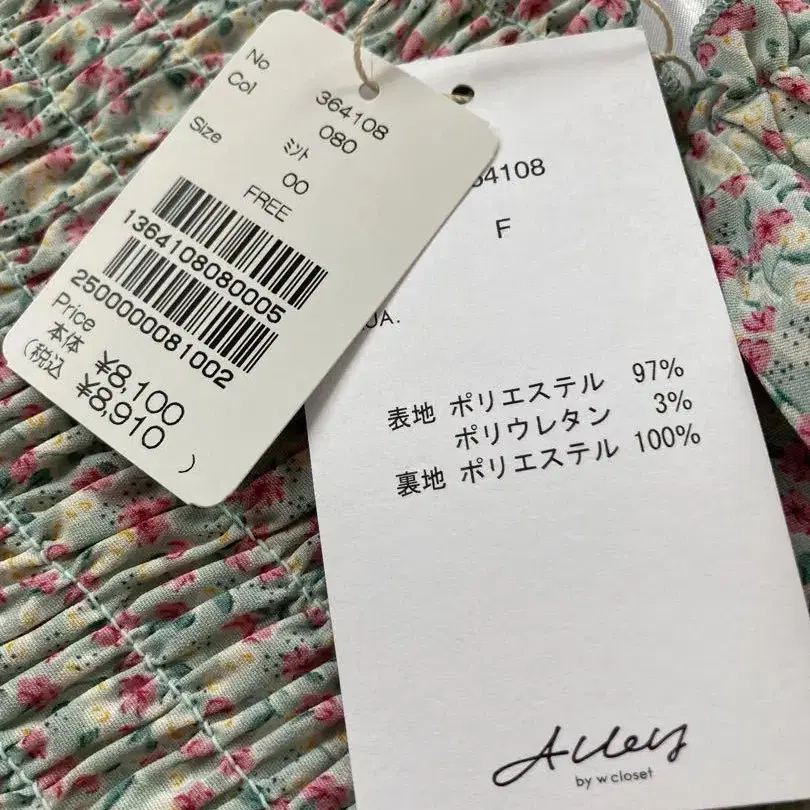 No 364108
Col 080
ﾐﾝﾄ
Size 00
FREE
1364108080005
2500000081002
Price
本体 ¥8,100
(税込 ¥8,910 )
64108
F
UA.
表地 ポリエステル 97%
ポリウレタン 3%
裏地 ポリエステル 100%
Alley
by w closet